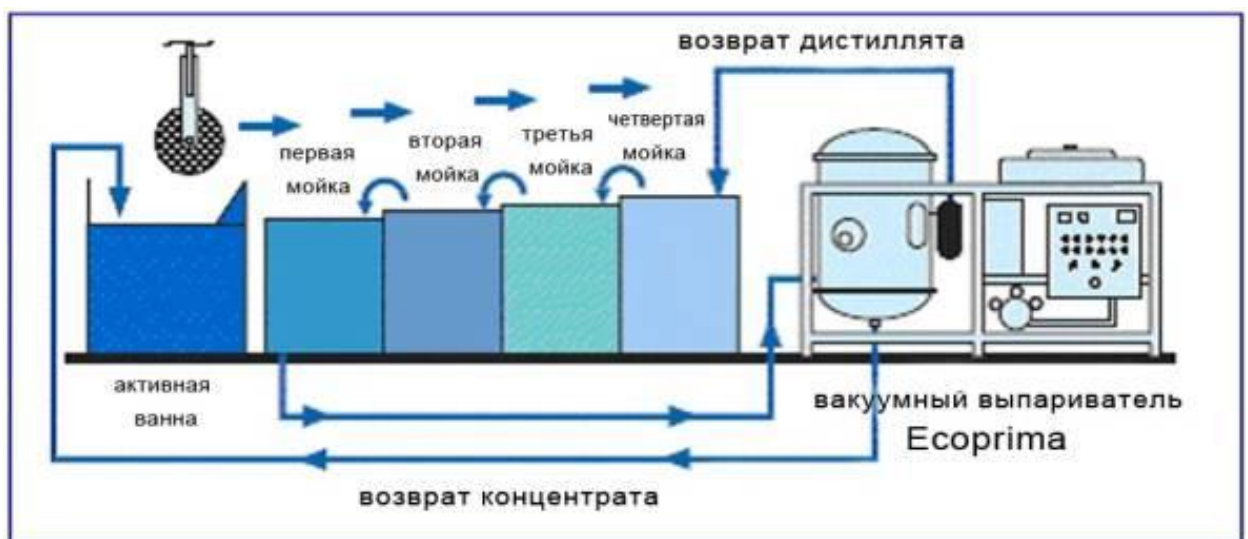 возврат дистиллята
первая
мойка
вторая
мойка
третья
мойка
четвертая
мойка
активная
ванна
вакуумный выпариватель
Ecoprima
возврат концентрата